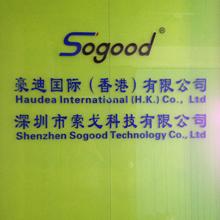 Sogood®
豪迪国际（香港）有限公司
Haudea International (H.K.) Co., Ltd
深圳市索戈科技有限公司
Shenzhen Sogood Technology Co., Ltd